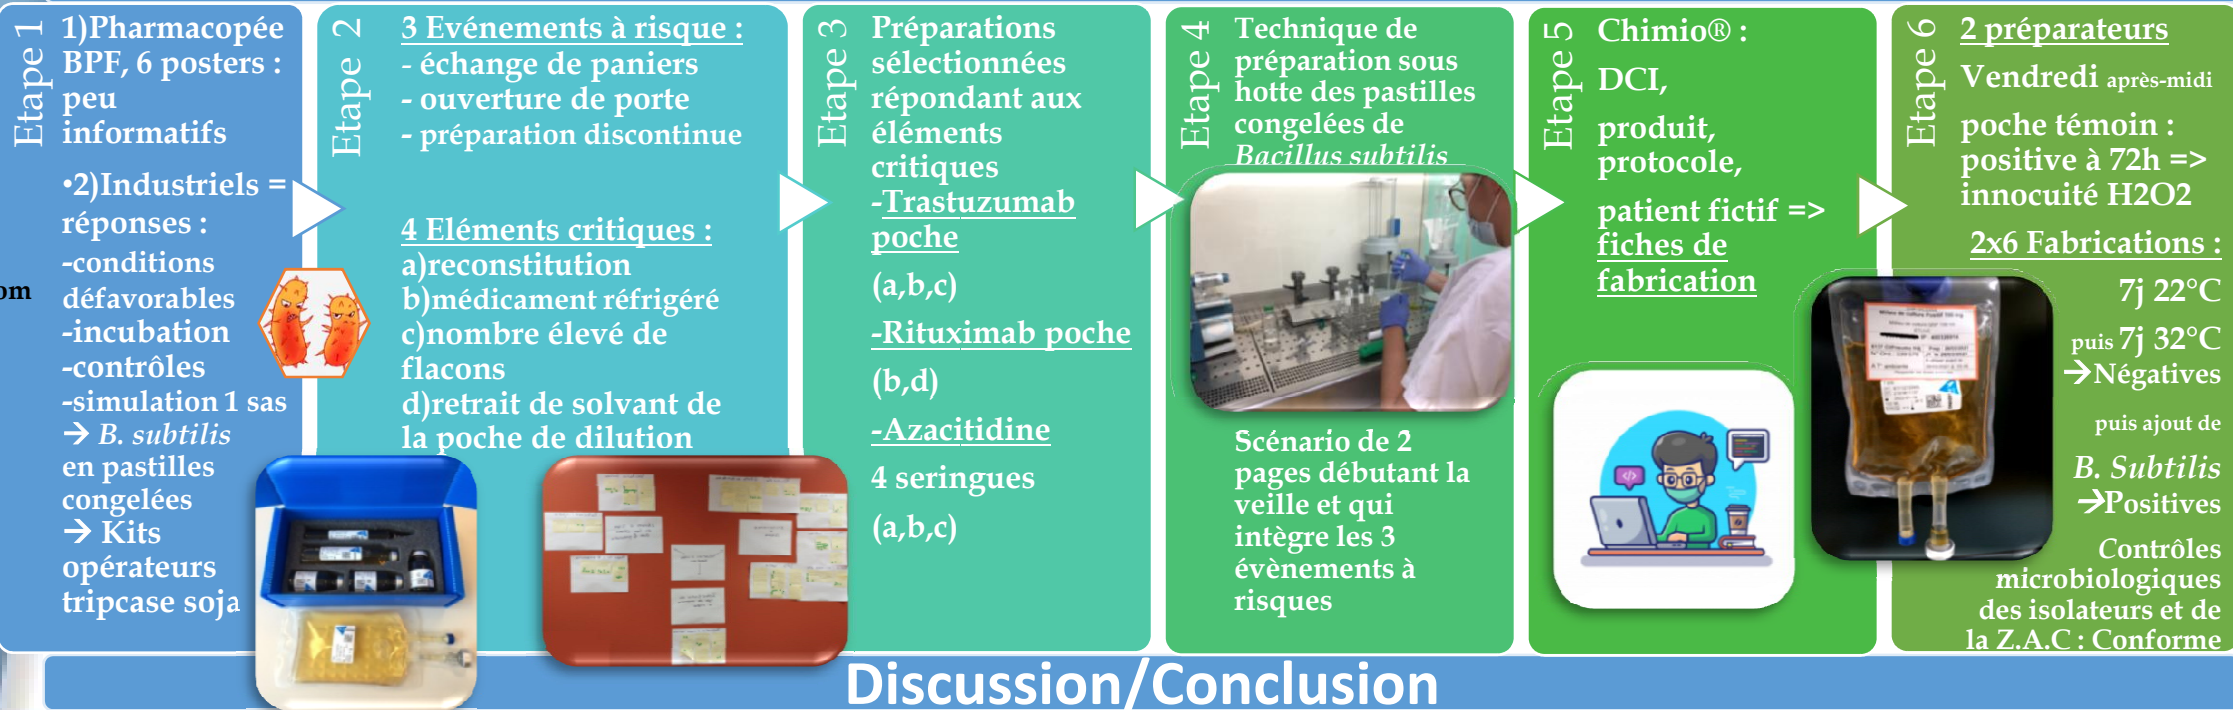 Etape 1
1)Pharmacopée
BPF, 6 posters :
peu
informatifs
•2)Industriels =
réponses :
-conditions
défavorables
-incubation
-contrôles
-simulation 1 sas
→ B. subtilis
en pastilles
congelées
→ Kits
opérateurs
tripcase soja
om
Etape 2
3 Evénements à risque :
- échange de paniers
- ouverture de porte
- préparation discontinue
4 Eléments critiques :
a)reconstitution
b)médicament réfrigéré
c)nombre élevé de
flacons
d)retrait de solvant de
la poche de dilution
Etape 3
Préparations
sélectionnées
répondant aux
éléments
critiques
-Trastuzumab
poche
(a,b,c)
-Rituximab poche
(b,d)
-Azacitidine
4 seringues
(a,b,c)
Etape 4
Technique de
préparation sous
hotte des pastilles
congelées de
Bacillus subtilis
Scénario de 2
pages débutant la
veille et qui
intègre les 3
évènements à
risques
Etape 5
Chimio® :
DCI,
produit,
protocole,
patient fictif =>
fiches de
fabrication
Etape 6
2 préparateurs
Vendredi après-midi
poche témoin :
positive à 72h =>
innocuité H2O2
2x6 Fabrications :
7j 22°C
puis 7j 32°C
→Négatives
puis ajout de
B. Subtilis
→Positives
Contrôles
microbiologiques
des isolateurs et de
la Z.A.C : Conforme
Discussion/Conclusion